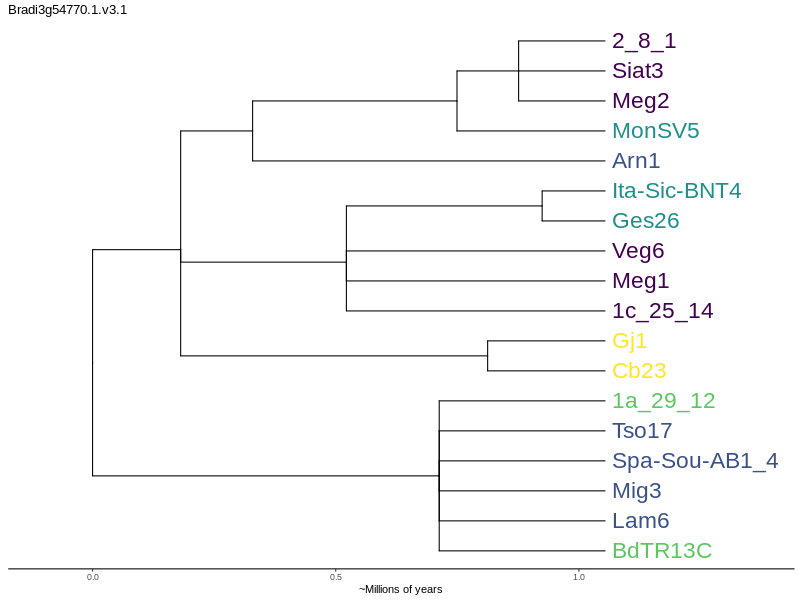 Bradi3g54770.1.v3.1
2_8_1
Siat3
Meg2
MonSV5
Arn1
Ita-Sic-BNT4
Ges26
Veg6
Meg1
1c_25_14
Gj1
Cb23
1a_29_12
Tso17
Spa-Sou-AB1_4
Mig3
Lam6
BdTR13C
0.0 0.5 1.0
~Millions of years